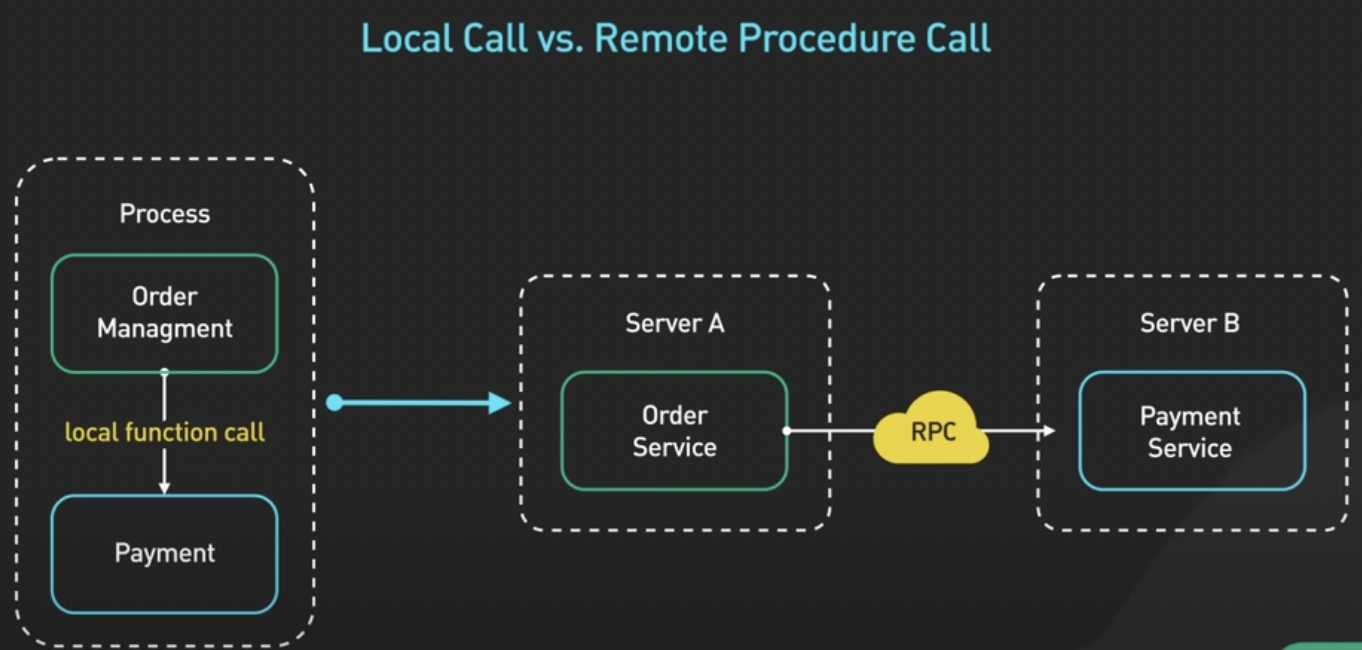 Local Call vs. Remote Procedure Call
Process
Order
Managment
local function call
Payment
Server A
Order
Service
RPC
Server B
Payment
Service